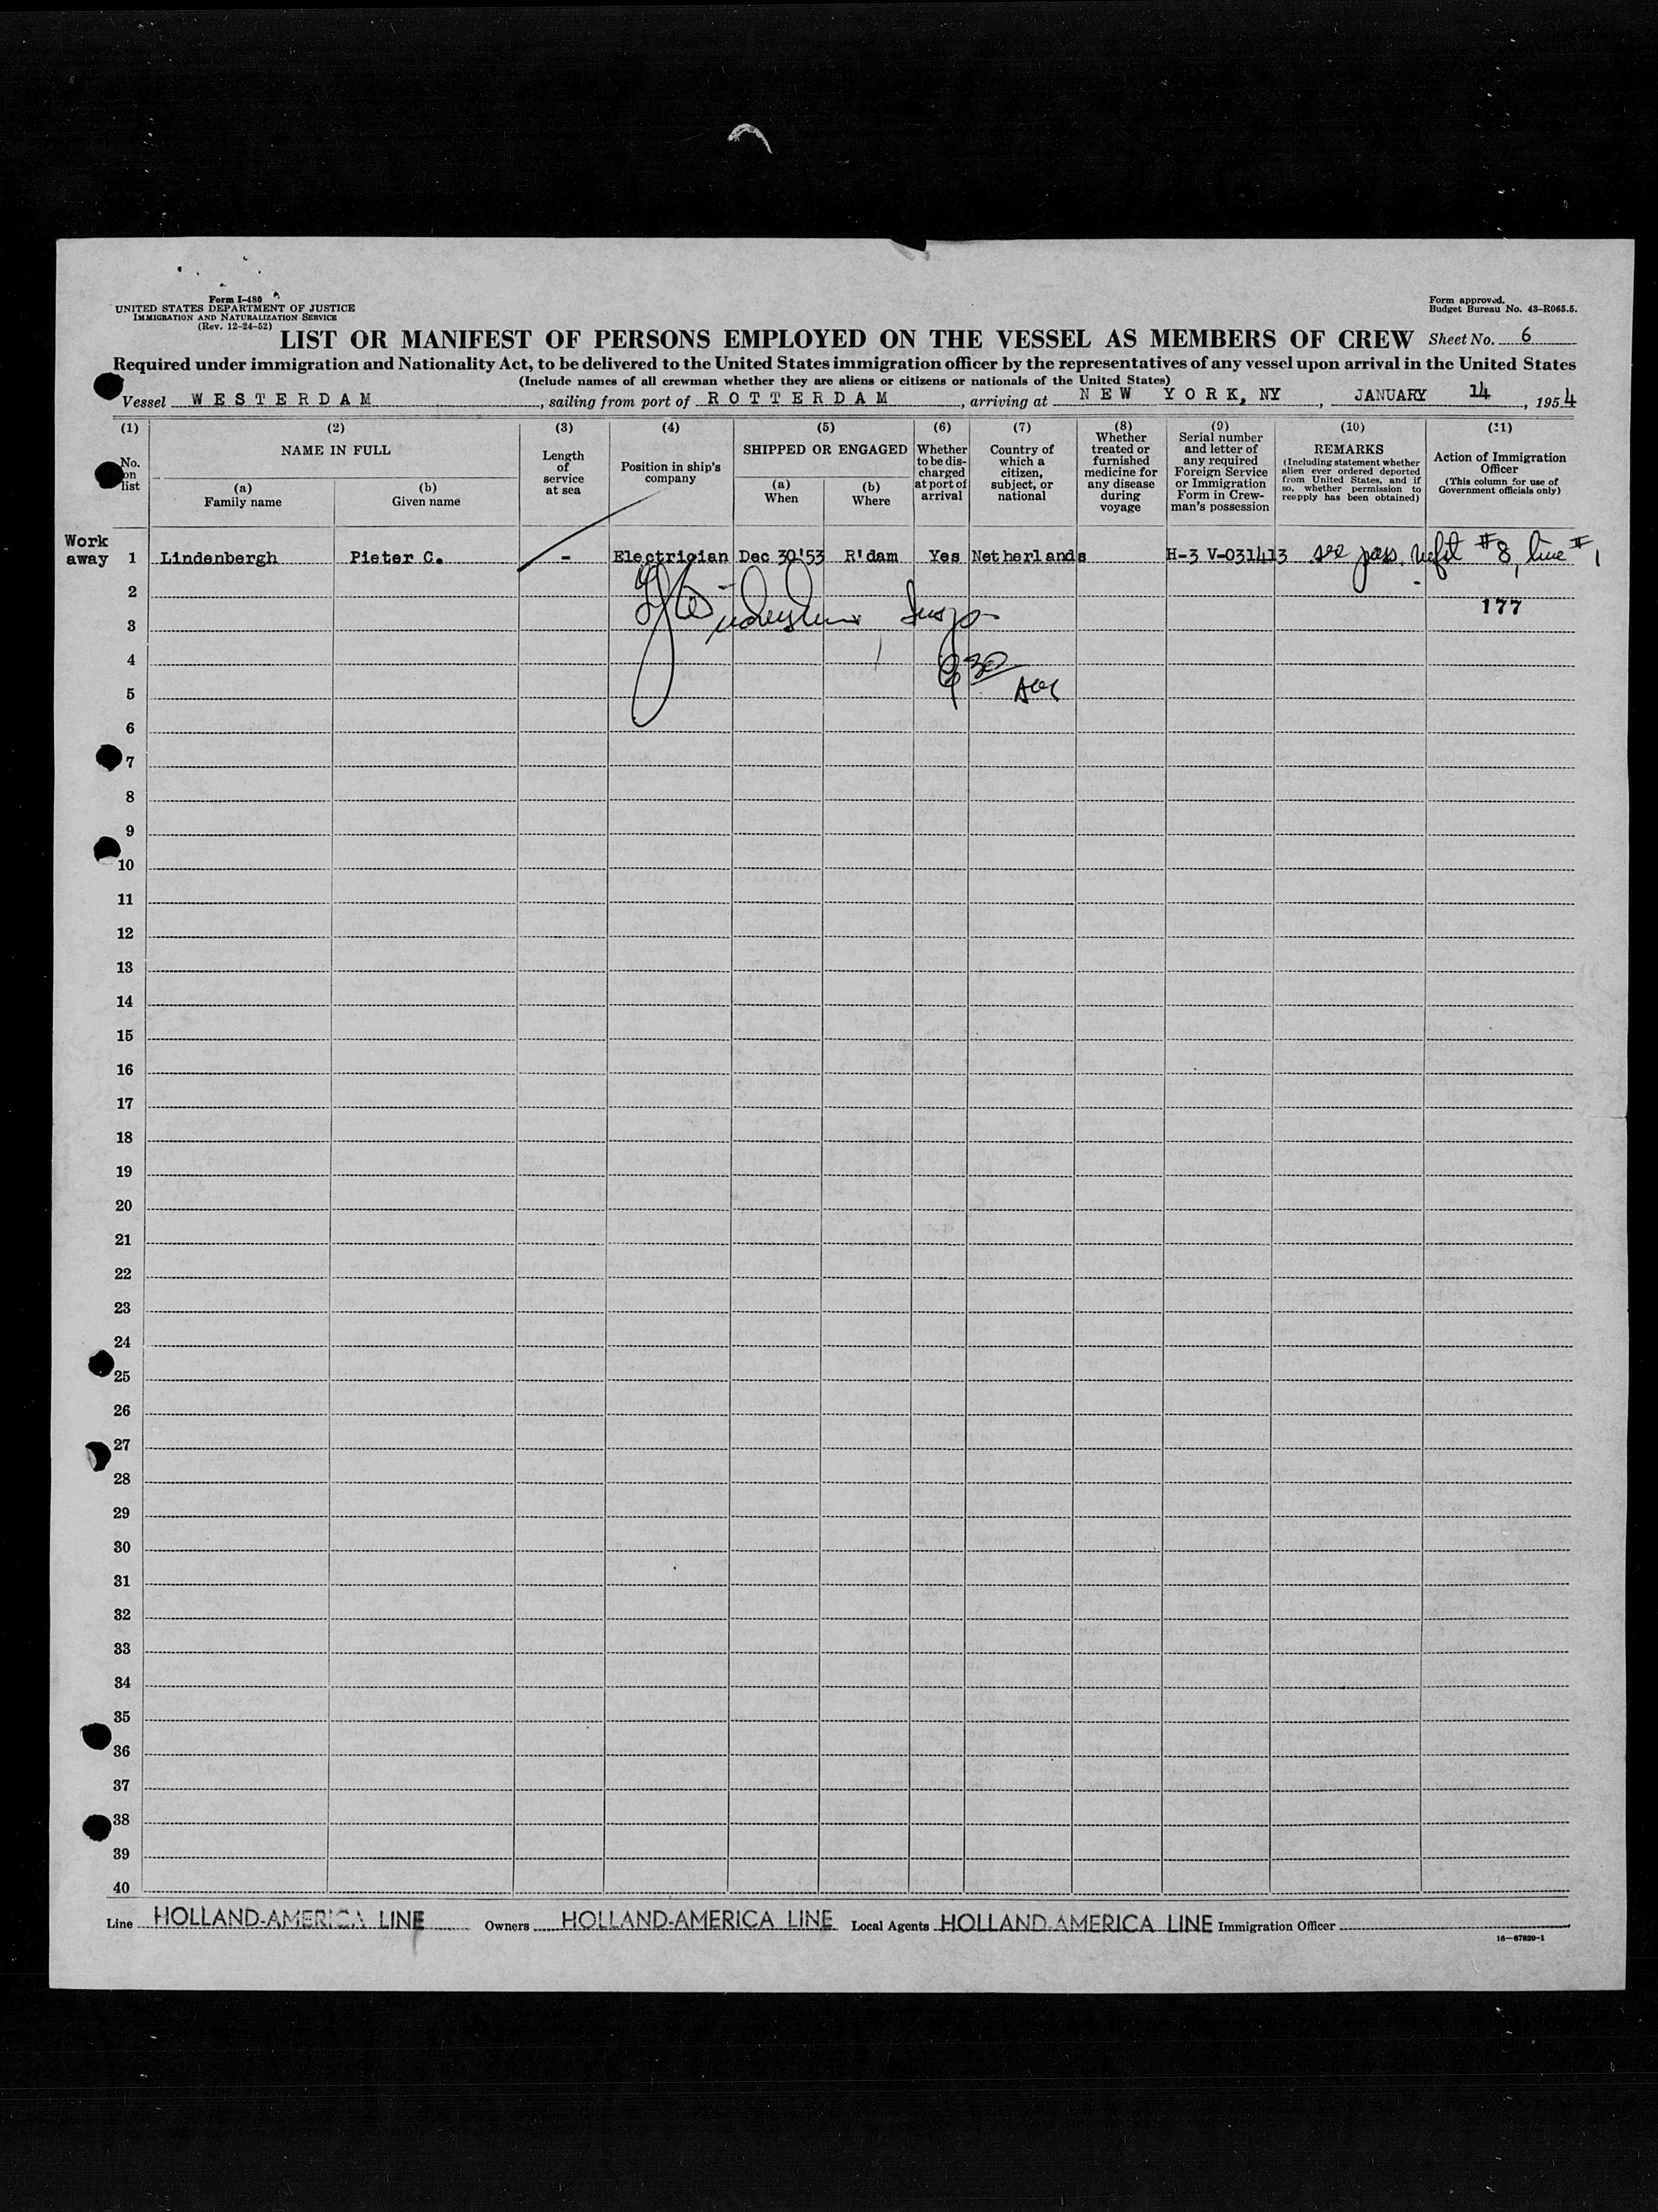 Form I-480
UNITED STATES DEPARTMENT OF JUSTICE
IMMIGRATION AND NATURALIZATION SERVICE
(Rev. 12-24-52)
Form approved.
Budget Bureau No. 43-R065.5.
LIST OR MANIFEST OF PERSONS EMPLOYED ON THE VESSEL AS MEMBERS OF CREW Sheet No. 6
Required under immigration and Nationality Act, to be delivered to the United States immigration officer by the representatives of any vessel upon arrival in the United States
(Include names of all crewman whether they are aliens or citizens or nationals of the United States)
Vessel WESTERDAM, sailing from port of ROTTERDAM, arriving at NEW YORK, NY, JANUARY 14, 1954
(1) No. on list
(2) NAME IN FULL
(a) Family name
(b) Given name
(3) Length of service at sea
(4) Position in ship's company
(5) SHIPPED OR ENGAGED
(a) When
(b) Where
(6) Whether to be discharged at port of arrival
(7) Country of which a citizen, subject, or national
(8) Whether treated or furnished medicine for any disease during voyage
(9) Serial number and letter of any required Foreign Service or Immigration Form in Crewman's possession
(10) REMARKS (Including statement whether alien ever ordered deported from United States, and if so, whether permission to reapply has been obtained)
(11) Action of Immigration Officer (This column for use of Government officials only)
Work away 1 Lindenbergh Pieter C. - Electrician Dec 30'53 R'dam Yes Netherlands H-3 V-031413 see pass. #8, line #1
2
177
3
4
5
6
7
8
9
10
11
12
13
14
15
16
17
18
19
20
21
22
23
24
25
26
27
28
29
30
31
32
33
34
35
36
37
38
39
40
Line HOLLAND-AMERICA LINE Owners HOLLAND-AMERICA LINE Local Agents HOLLAND-AMERICA LINE Immigration Officer
16-67820-1